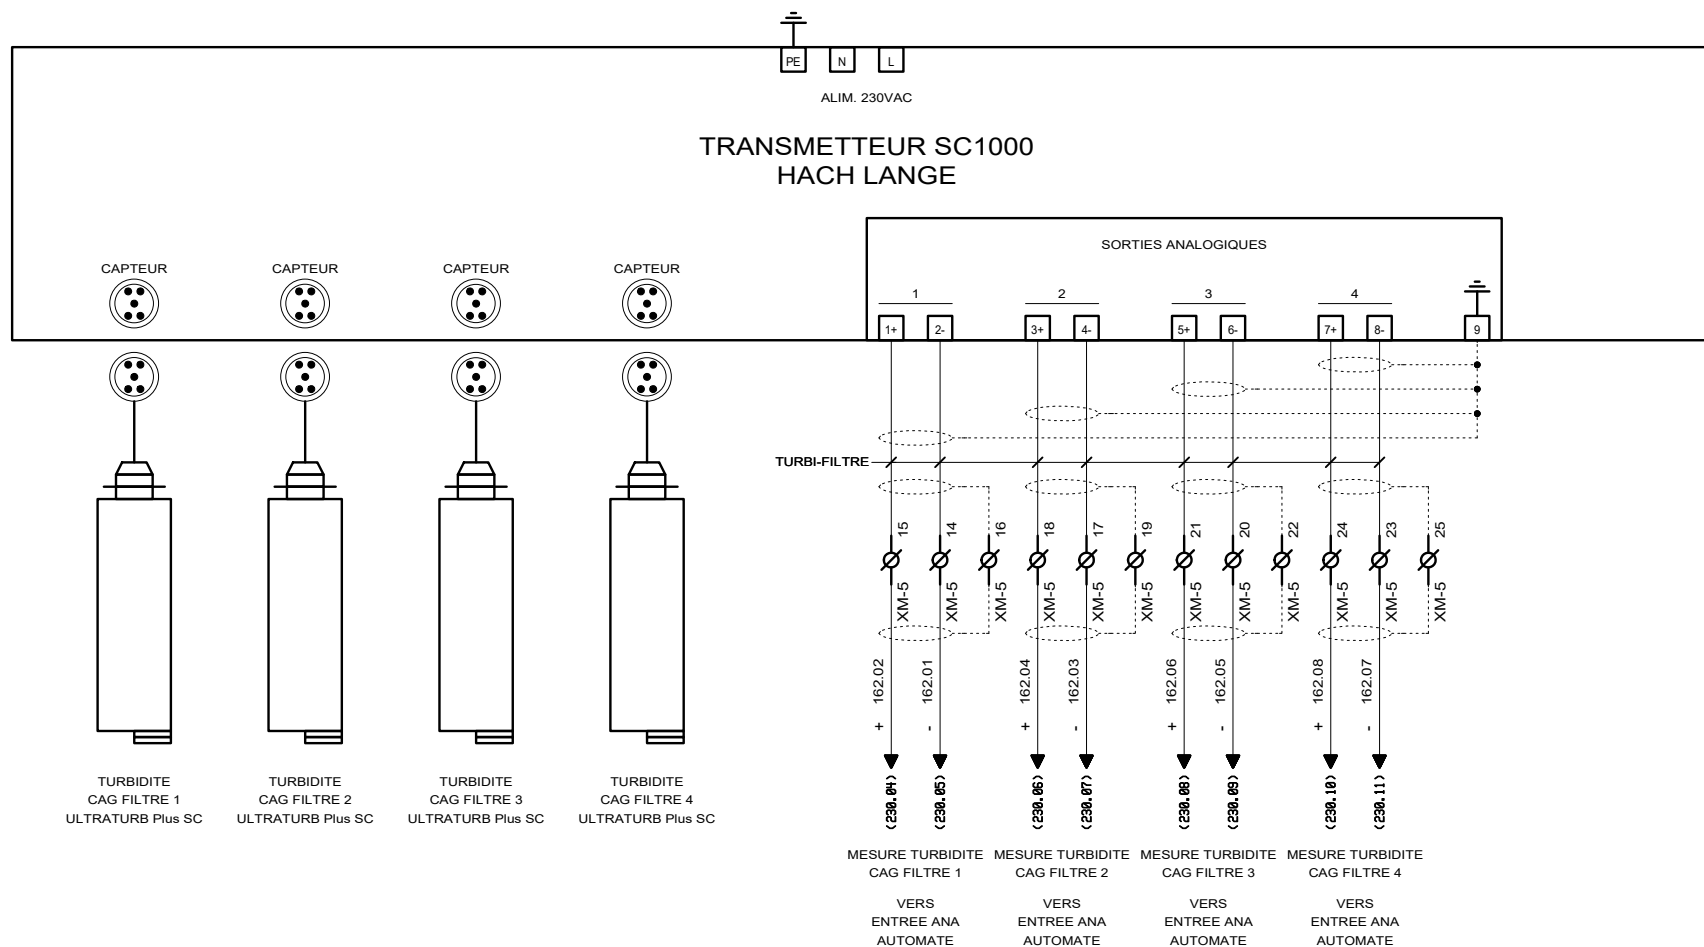 PE N L
ALIM. 230VAC
TRANSMETTEUR SC1000
HACH LANGE
SORTIES ANALOGIQUES
CAPTEUR CAPTEUR CAPTEUR CAPTEUR
1 2 3 4
1+ 2- 3+ 4- 5+ 6- 7+ 8- 9
TURBI-FILTRE
15 14 16 18 17 19 21 20 22 24 23 25
XM-5 XM-5 XM-5 XM-5 XM-5 XM-5 XM-5 XM-5 XM-5 XM-5 XM-5 XM-5
162.02 162.01 162.04 162.03 162.06 162.05 162.08 162.07
+ - + - + - + -
(230.04) (230.05) (230.06) (230.07) (230.08) (230.09) (230.10) (230.11)
TURBIDITE TURBIDITE TURBIDITE TURBIDITE
CAG FILTRE 1 CAG FILTRE 2 CAG FILTRE 3 CAG FILTRE 4
ULTRATURB Plus SC ULTRATURB Plus SC ULTRATURB Plus SC ULTRATURB Plus SC
MESURE TURBIDITE MESURE TURBIDITE MESURE TURBIDITE MESURE TURBIDITE
CAG FILTRE 1 CAG FILTRE 2 CAG FILTRE 3 CAG FILTRE 4
VERS VERS VERS VERS
ENTREE ANA ENTREE ANA ENTREE ANA ENTREE ANA
AUTOMATE AUTOMATE AUTOMATE AUTOMATE